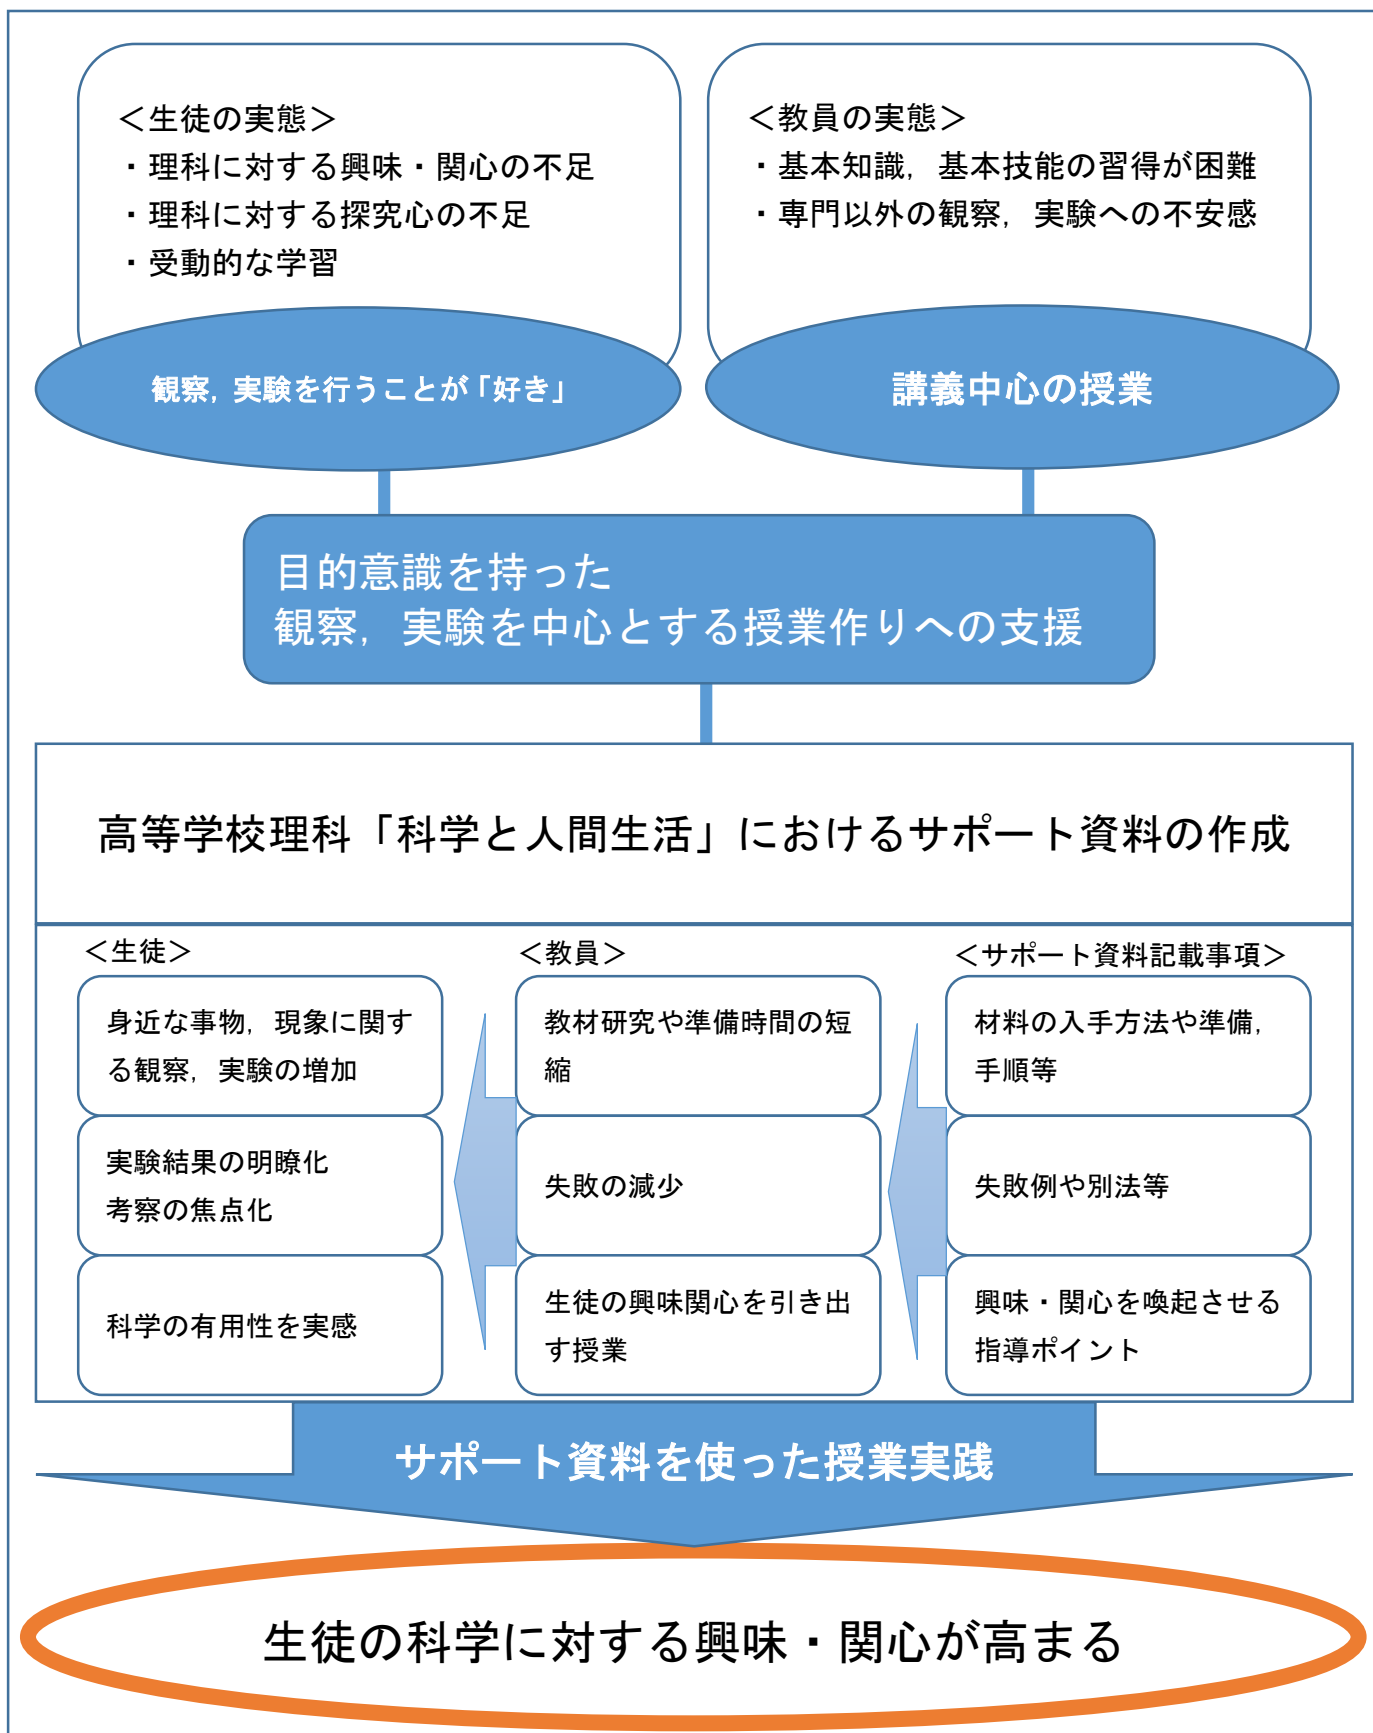 ＜生徒の実態＞
・理科に対する興味・関心の不足
・理科に対する探究心の不足
・受動的な学習
観察，実験を行うことが「好き」
＜教員の実態＞
・基本知識，基本技能の習得が困難
・専門以外の観察，実験への不安感
講義中心の授業
目的意識を持った
観察，実験を中心とする授業作りへの支援
高等学校理科「科学と人間生活」におけるサポート資料の作成
＜生徒＞
身近な事物，現象に関す
る観察，実験の増加
実験結果の明瞭化
考察の焦点化
科学の有用性を実感
＜教員＞
教材研究や準備時間の短
縮
失敗の減少
生徒の興味関心を引き出
す授業
＜サポート資料記載事項＞
材料の入手方法や準備，
手順等
失敗例や別法等
興味・関心を喚起させる
指導ポイント
サポート資料を使った授業実践
生徒の科学に対する興味・関心が高まる